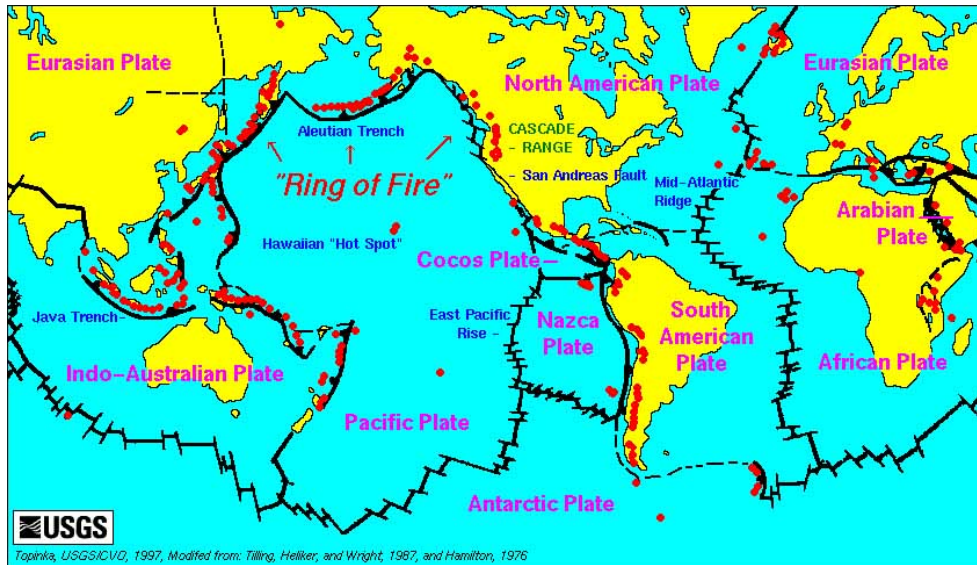 Eurasian Plate
North American Plate
Eurasian Plate
Aleutian Trench
CASCADE
- RANGE
"Ring of Fire"
- San Andreas Fault
Mid-Atlantic
Ridge
Arabian
Plate
Hawaiian "Hot Spot"
Cocos Plate
Java Trench-
East Pacific
Rise -
Nazca
Plate
South
American
Plate
Indo-Australian Plate
African Plate
Pacific Plate
Antarctic Plate
USGS
Topinka, USGS/CVO, 1997, Modified from: Tilling, Heliker, and Wright, 1987, and Hamilton, 1976